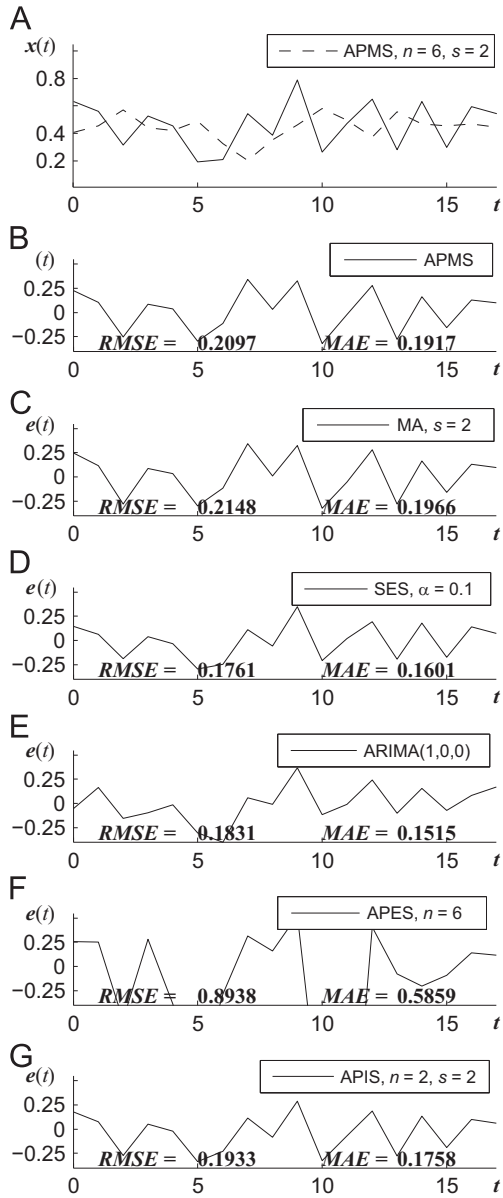 A
x(t)
APMS, n = 6, s = 2
0.8
0.4
0.2
0 5 10 15 t
B
(t)
APMS
0.25
0
−0.25
RMSE = 0.2097 MAE = 0.1917
0 5 10 15 t
C
e(t)
MA, s = 2
0.25
0
−0.25
RMSE = 0.2148 MAE = 0.1966
0 5 10 15 t
D
e(t)
SES, α = 0.1
0.25
0
−0.25
RMSE = 0.1761 MAE = 0.1601
0 5 10 15 t
E
e(t)
ARIMA(1,0,0)
0.25
0
−0.25
RMSE = 0.1831 MAE = 0.1515
0 5 10 15 t
F
e(t)
APES, n = 6
0.25
0
−0.25
RMSE = 0.8938 MAE = 0.5859
0 5 10 15 t
G
e(t)
APIS, n = 2, s = 2
0.25
0
−0.25
RMSE = 0.1933 MAE = 0.1758
0 5 10 15 t